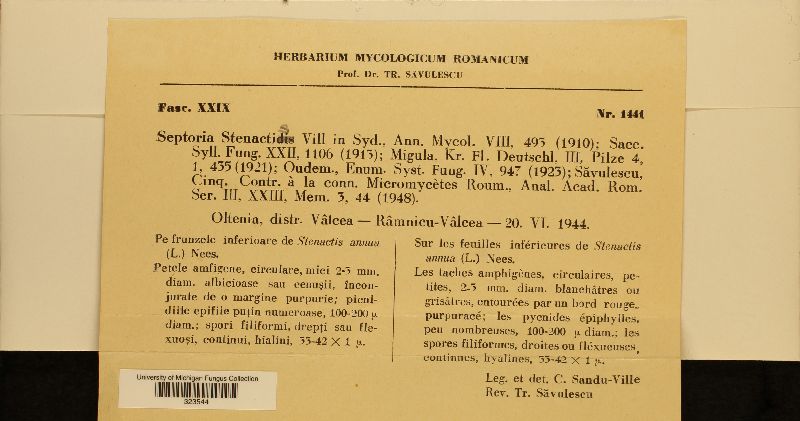 HERBARIUM MYCOLOGICUM ROMANICUM
Prof. Dr. TR. SĂVULESCU
Fasc. XXIX
Nr. 1441
Septoria Stenactidis Vill in Syd., Ann. Mycol. VIII, 493 (1910); Sacc.
Syll. Fung. XXII, 1106 (1913); Migula, Kr. Fl. Deutschl. III, Pilze 4,
1, 435 (1921); Oudem., Enum. Syst. Fung. IV, 947 (1923); Săvulescu,
Cinq. Contr. à la conn. Micromycètes Roum., Anal. Acad. Rom.
Ser. III, XXIII, Mem. 3, 44 (1948).
Oltenia, distr. Vâlcea — Râmnicu-Vâlcea — 20. VI. 1944.
Pe frunzele inferioare de Stenactis annua
(L.) Nees.
Petele amfigene, circulare, mici 2-3 mm.
diam. albicioase sau cenușii, încon-
jurate de o margine purpurie; picni-
diile epifile puțin numeroase, 100-200 µ
diam.; spori filiformi, drepți sau fle-
xuoși, continui, hialini, 33-42 × 1 µ.
Sur les feuilles inférieures de Stenactis
annua (L.) Nees.
Les taches amphigènes, circulaires, pe-
tites, 2-3 mm. diam. blanchâtres ou
grisâtres, entourées par un bord rouge-
purpuracé; les pycnides épiphylles,
peu nombreuses, 100-200 µ diam.; les
spores filiformes, droites ou fléxueuses,
continues, hyalines, 33-42 × 1 µ.
Leg. et det. C. Sandu-Ville
Rev. Tr. Săvulescu
University of Michigan Fungus Collection
323544